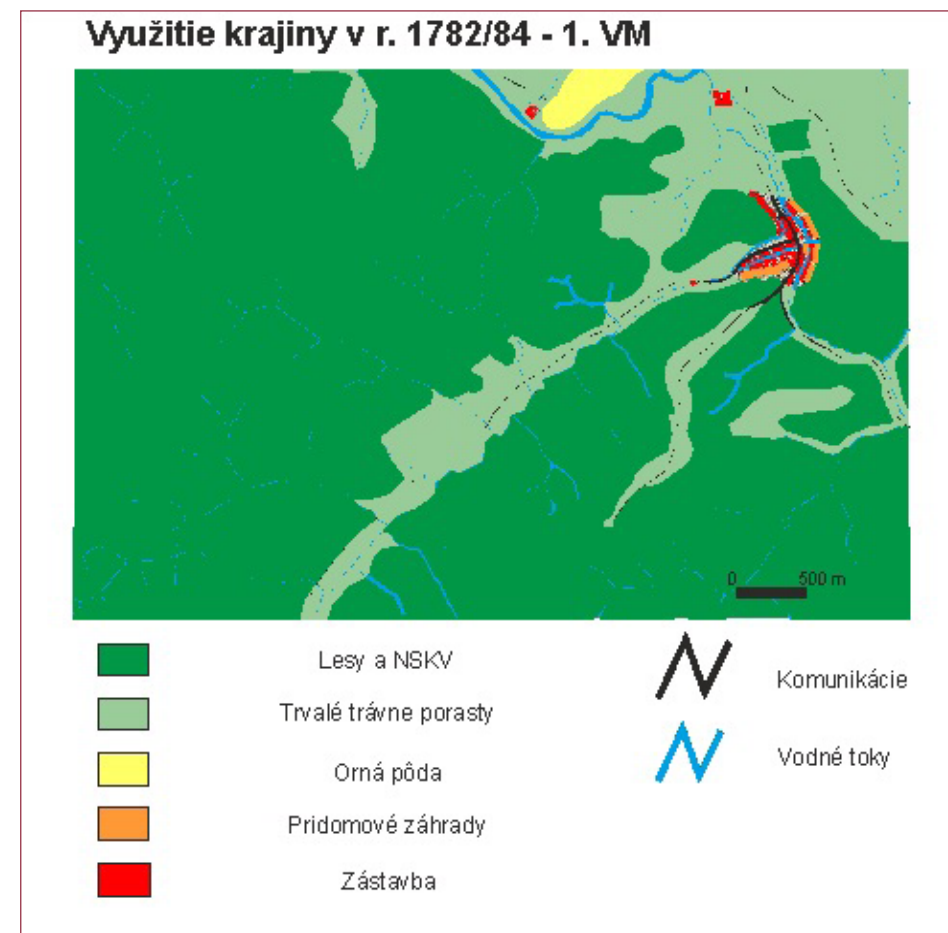 Využitie krajiny v r. 1782/84 - 1. VM
0 500 m
Lesy a NSKV
Trvalé trávne porasty
Orná pôda
Pridomové záhrady
Zástavba
Komunikácie
Vodné toky